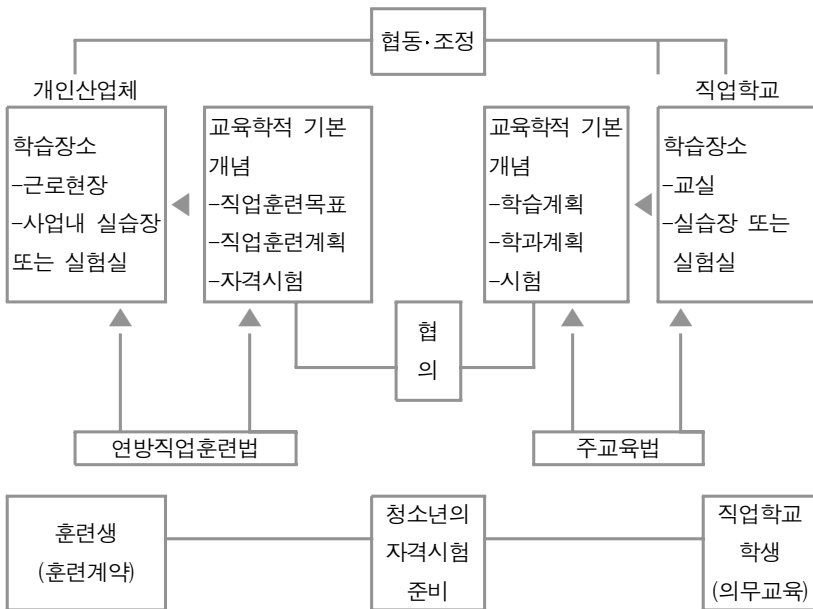 협동·조정
개인산업체
직업학교
학습장소
-근로현장
-사업내 실습장
또는 실험실
교육학적 기본
개념
-직업훈련목표
-직업훈련계획
-자격시험
교육학적 기본
개념
-학습계획
-학과계획
-시험
학습장소
-교실
-실습장 또는
실험실
협
의
연방직업훈련법
주교육법
훈련생
(훈련계약)
청소년의
자격시험
준비
직업학교
학생
(의무교육)